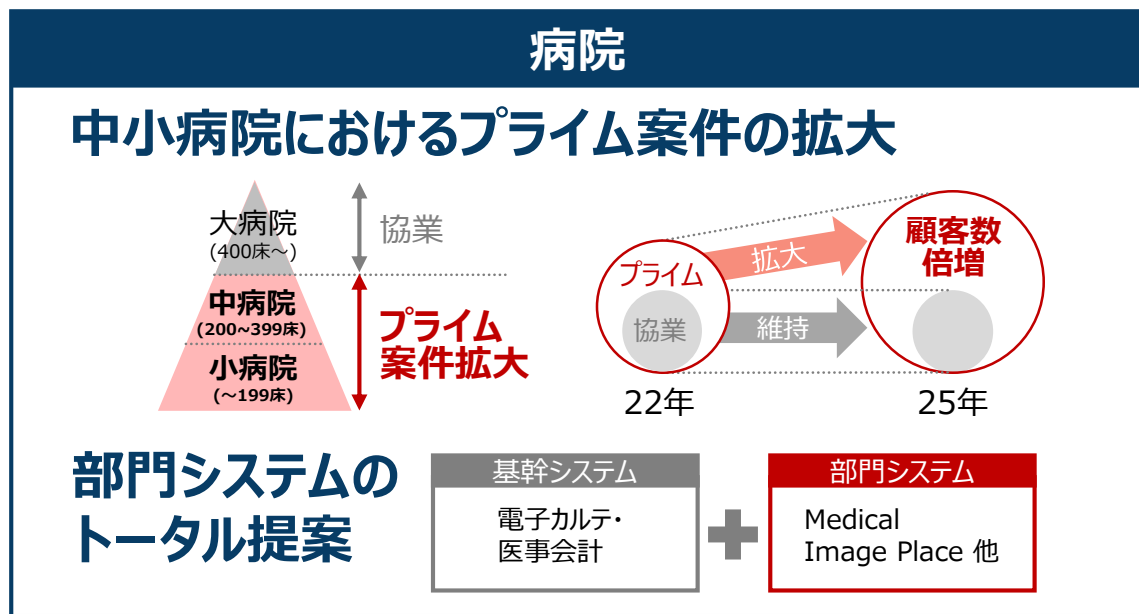 病院
中小病院におけるプライム案件の拡大
大病院
(400床～)
協業
中病院
(200~399床)
小病院
(～199床)
プライム
案件拡大
プライム
協業
拡大
維持
顧客数
倍増
22年
25年
部門システムの
トータル提案
基幹システム
電子カルテ・
医事会計
部門システム
Medical
Image Place 他